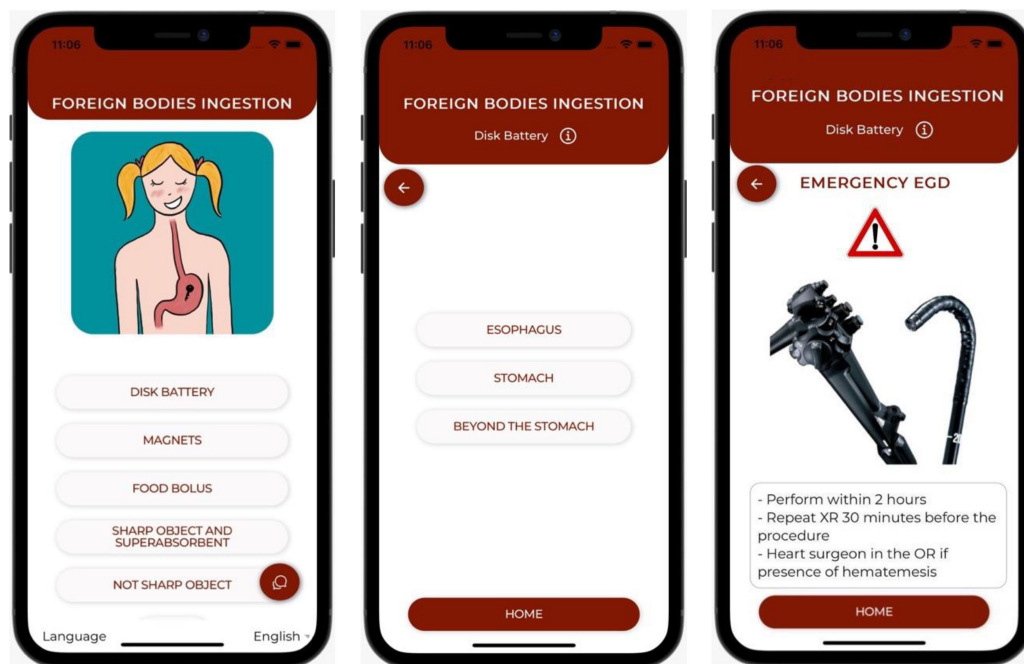 11:06
FOREIGN BODIES INGESTION
DISK BATTERY
MAGNETS
FOOD BOLUS
SHARP OBJECT AND
SUPERABSORBENT
NOT SHARP OBJECT
Language English
11:06
FOREIGN BODIES INGESTION
Disk Battery
ESOPHAGUS
STOMACH
BEYOND THE STOMACH
HOME
11:06
FOREIGN BODIES INGESTION
Disk Battery
EMERGENCY EGD
- Perform within 2 hours
- Repeat XR 30 minutes before the
procedure
- Heart surgeon in the OR if
presence of hematemesis
HOME